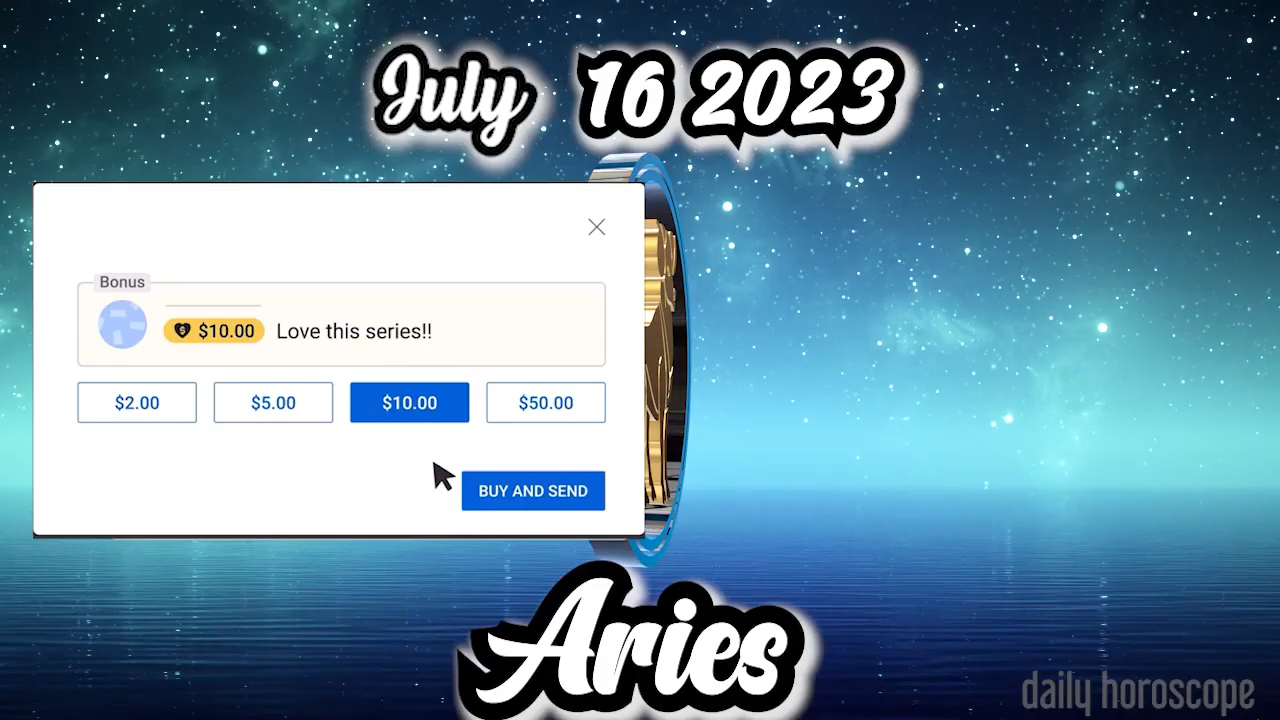 July 16 2023
Bonus
$10.00 Love this series!!
$2.00 $5.00 $10.00 $50.00
BUY AND SEND
Aries
daily horoscope